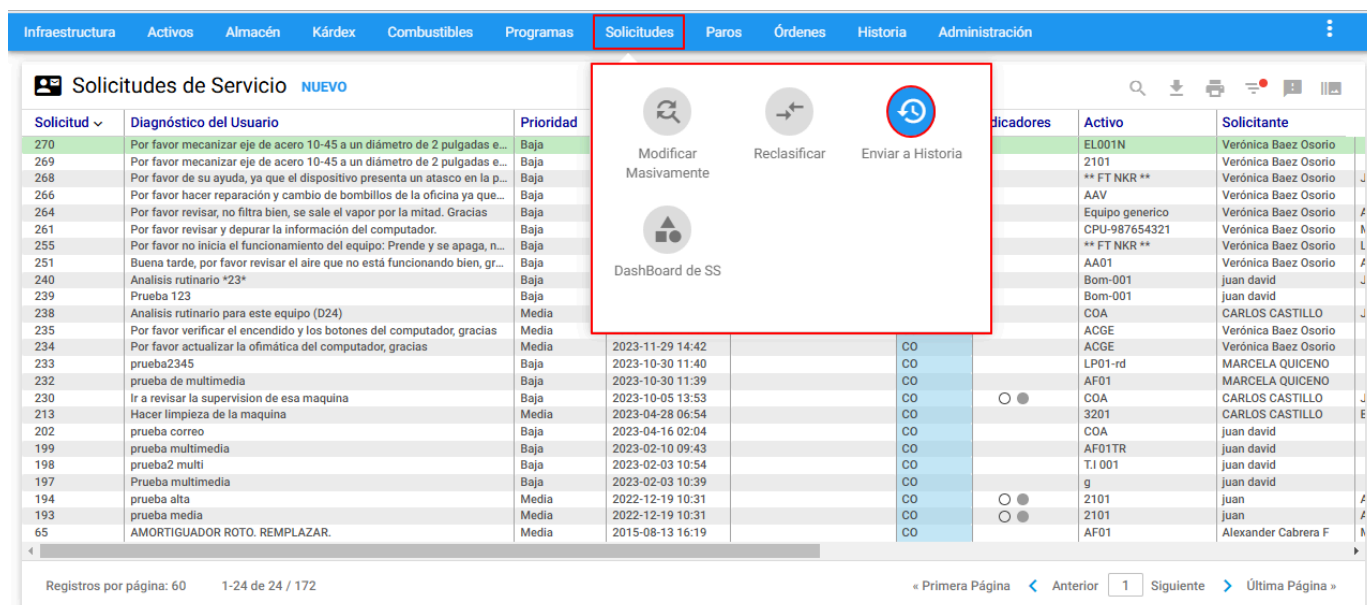 Infraestructura Activos Almacén Kárdex Combustibles Programas Solicitudes Paros Órdenes Historia Administración
Solicitudes de Servicio NUEVO
Modificar Masivamente
Reclasificar
Enviar a Historia
DashBoard de SS
Solicitud Diagnóstico del Usuario Prioridad dicadores Activo Solicitante
270 Por favor mecanizar eje de acero 10-45 a un diámetro de 2 pulgadas e... Baja EL001N Verónica Baez Osorio
269 Por favor mecanizar eje de acero 10-45 a un diámetro de 2 pulgadas e... Baja 2101 Verónica Baez Osorio
268 Por favor de su ayuda, ya que el dispositivo presenta un atasco en la p... Baja ** FT NKR ** Verónica Baez Osorio J
266 Por favor hacer reparación y cambio de bombillos de la oficina ya que... Baja AAV Verónica Baez Osorio
264 Por favor revisar, no filtra bien, se sale el vapor por la mitad. Gracias Baja Equipo generico Verónica Baez Osorio
261 Por favor revisar y depurar la información del computador. Baja CPU-987654321 Verónica Baez Osorio
255 Por favor no inicia el funcionamiento del equipo: Prende y se apaga, n... Baja ** FT NKR ** Verónica Baez Osorio
251 Buena tarde, por favor revisar el aire que no está funcionando bien, gr... Baja AA01 Verónica Baez Osorio
240 Analisis rutinario *23* Baja Bom-001 juan david
239 Prueba 123 Baja Bom-001 juan david
238 Analisis rutinario para este equipo (D24) Media COA CARLOS CASTILLO
235 Por favor verificar el encendido y los botones del computador, gracias Baja ACGE Verónica Baez Osorio
234 Por favor actualizar la ofimática del computador, gracias Media 2023-11-29 14:42 CO ACGE Verónica Baez Osorio
233 prueba2345 Baja 2023-10-30 11:40 CO LP01-rd MARCELA QUICENO
232 prueba de multimedia Baja 2023-10-30 11:39 CO AF01 MARCELA QUICENO
230 Ir a revisar la supervision de esa maquina Baja 2023-10-05 13:53 CO COA CARLOS CASTILLO
213 Hacer limpieza de la maquina Media 2023-04-28 06:54 CO 3201 CARLOS CASTILLO
202 prueba correo Baja 2023-04-16 02:04 CO COA juan david
199 prueba multimedia Baja 2023-02-10 09:43 CO AF01TR juan david
198 prueba2 multi Baja 2023-02-03 10:54 CO T.I 001 juan david
197 Prueba multimedia Baja 2023-02-03 10:39 CO g juan david
194 prueba alta Media 2022-12-19 10:31 CO 2101 juan
193 prueba media Media 2022-12-19 10:31 CO 2101 juan
65 AMORTIGUADOR ROTO. REMPLAZAR. Media 2015-08-13 16:19 CO AF01 Alexander Cabrera F
Registros por página: 60 1-24 de 24 / 172 « Primera Página Anterior 1 Siguiente Última Página »